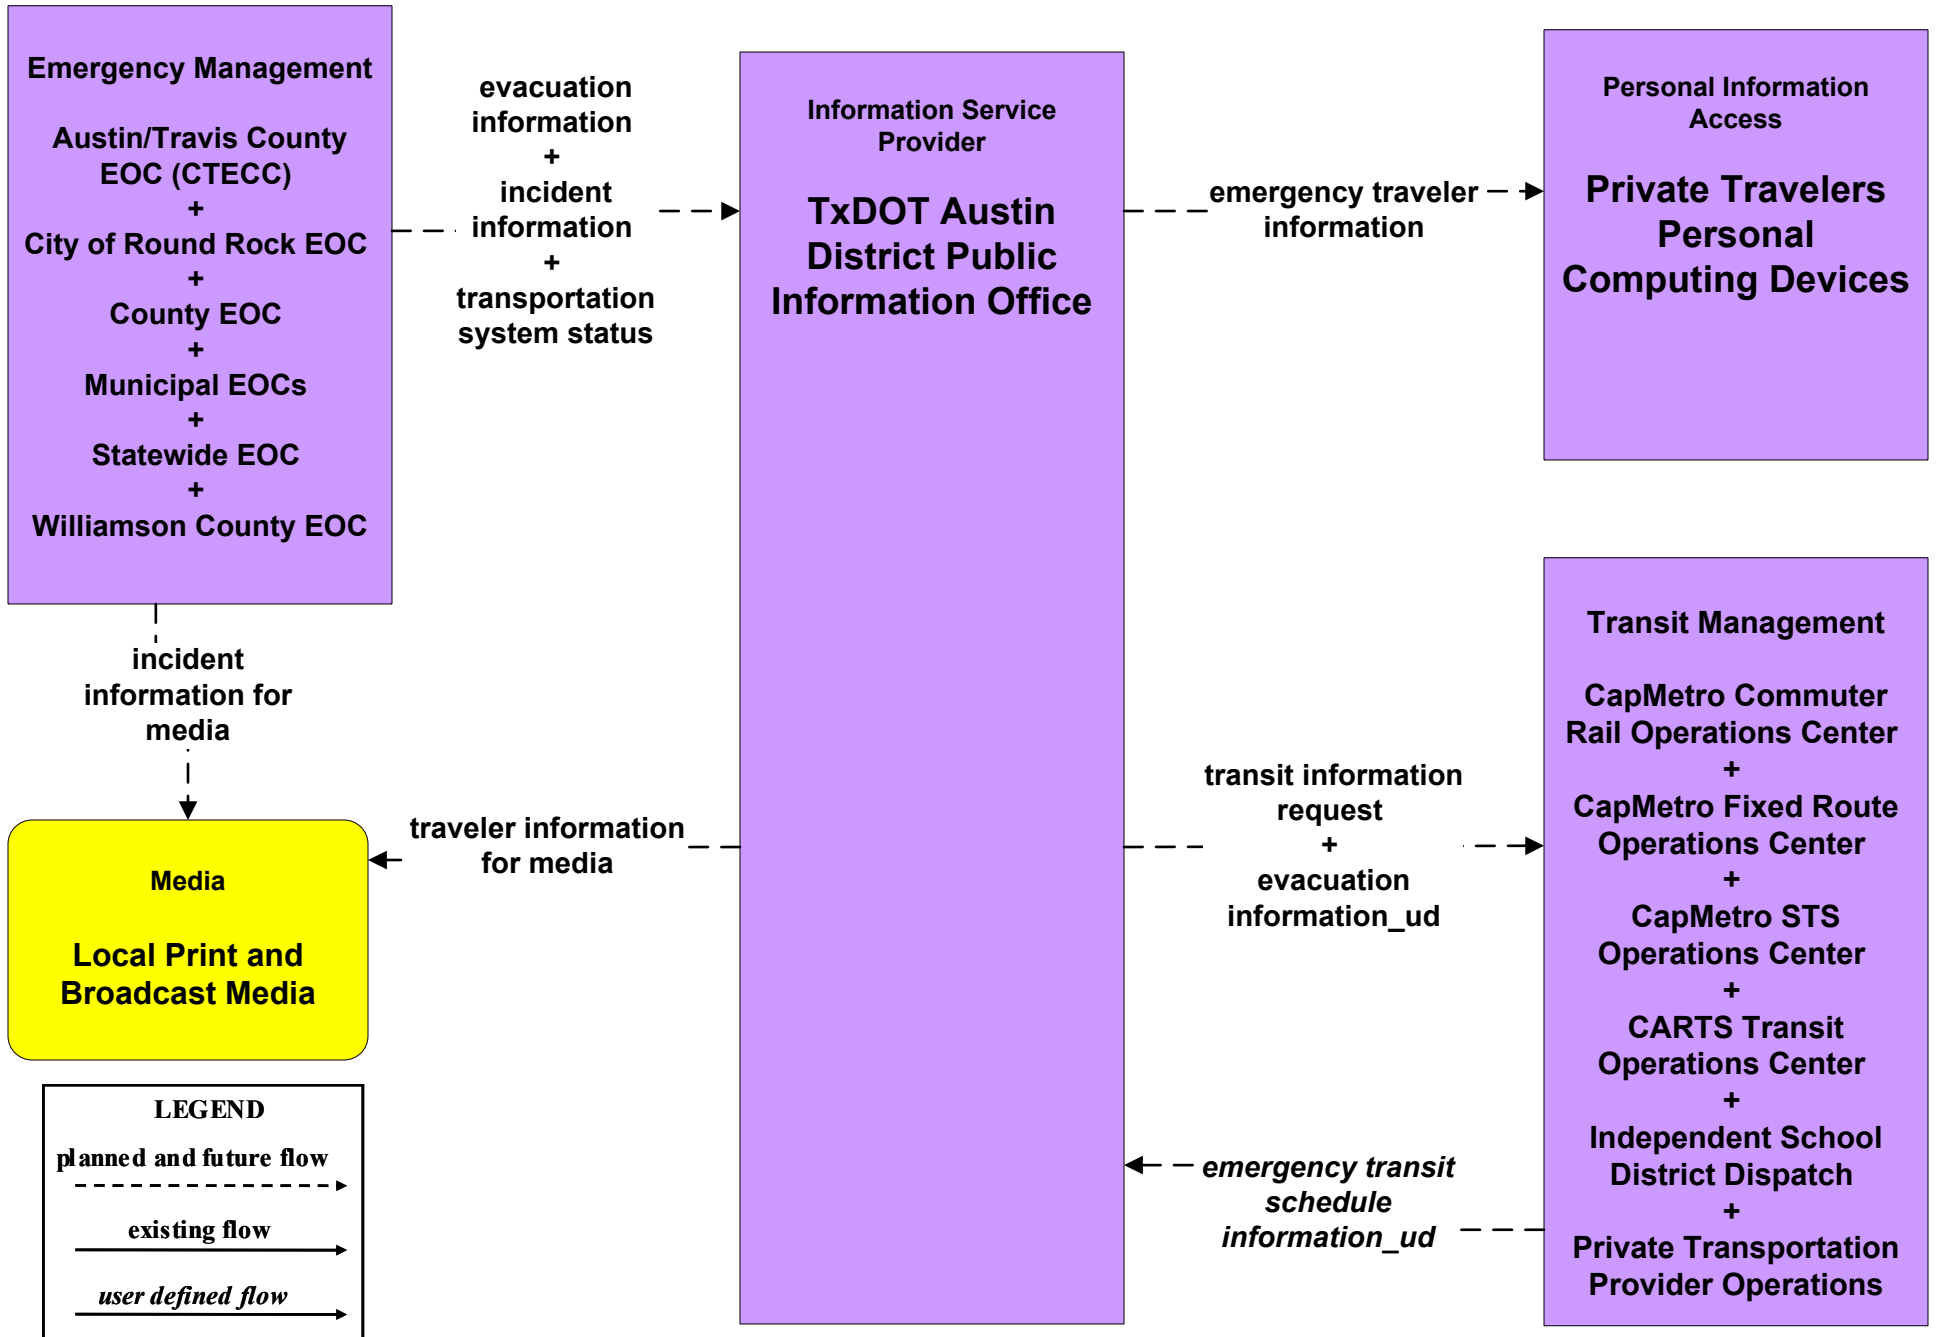 Emergency Management
Austin/Travis County
EOC (CTECC)
+
City of Round Rock EOC
+
County EOC
+
Municipal EOCs
+
Statewide EOC
+
Williamson County EOC
evacuation
information
+
incident
information
+
transportation
system status
Information Service
Provider
TxDOT Austin
District Public
Information Office
emergency traveler
information
Personal Information
Access
Private Travelers
Personal
Computing Devices
incident
information for
media
Media
Local Print and
Broadcast Media
traveler information
for media
transit information
request
+
evacuation
information_ud
emergency transit
schedule
information_ud
Transit Management
CapMetro Commuter
Rail Operations Center
+
CapMetro Fixed Route
Operations Center
+
CapMetro STS
Operations Center
+
CARTS Transit
Operations Center
+
Independent School
District Dispatch
+
Private Transportation
Provider Operations
LEGEND
planned and future flow
existing flow
user defined flow